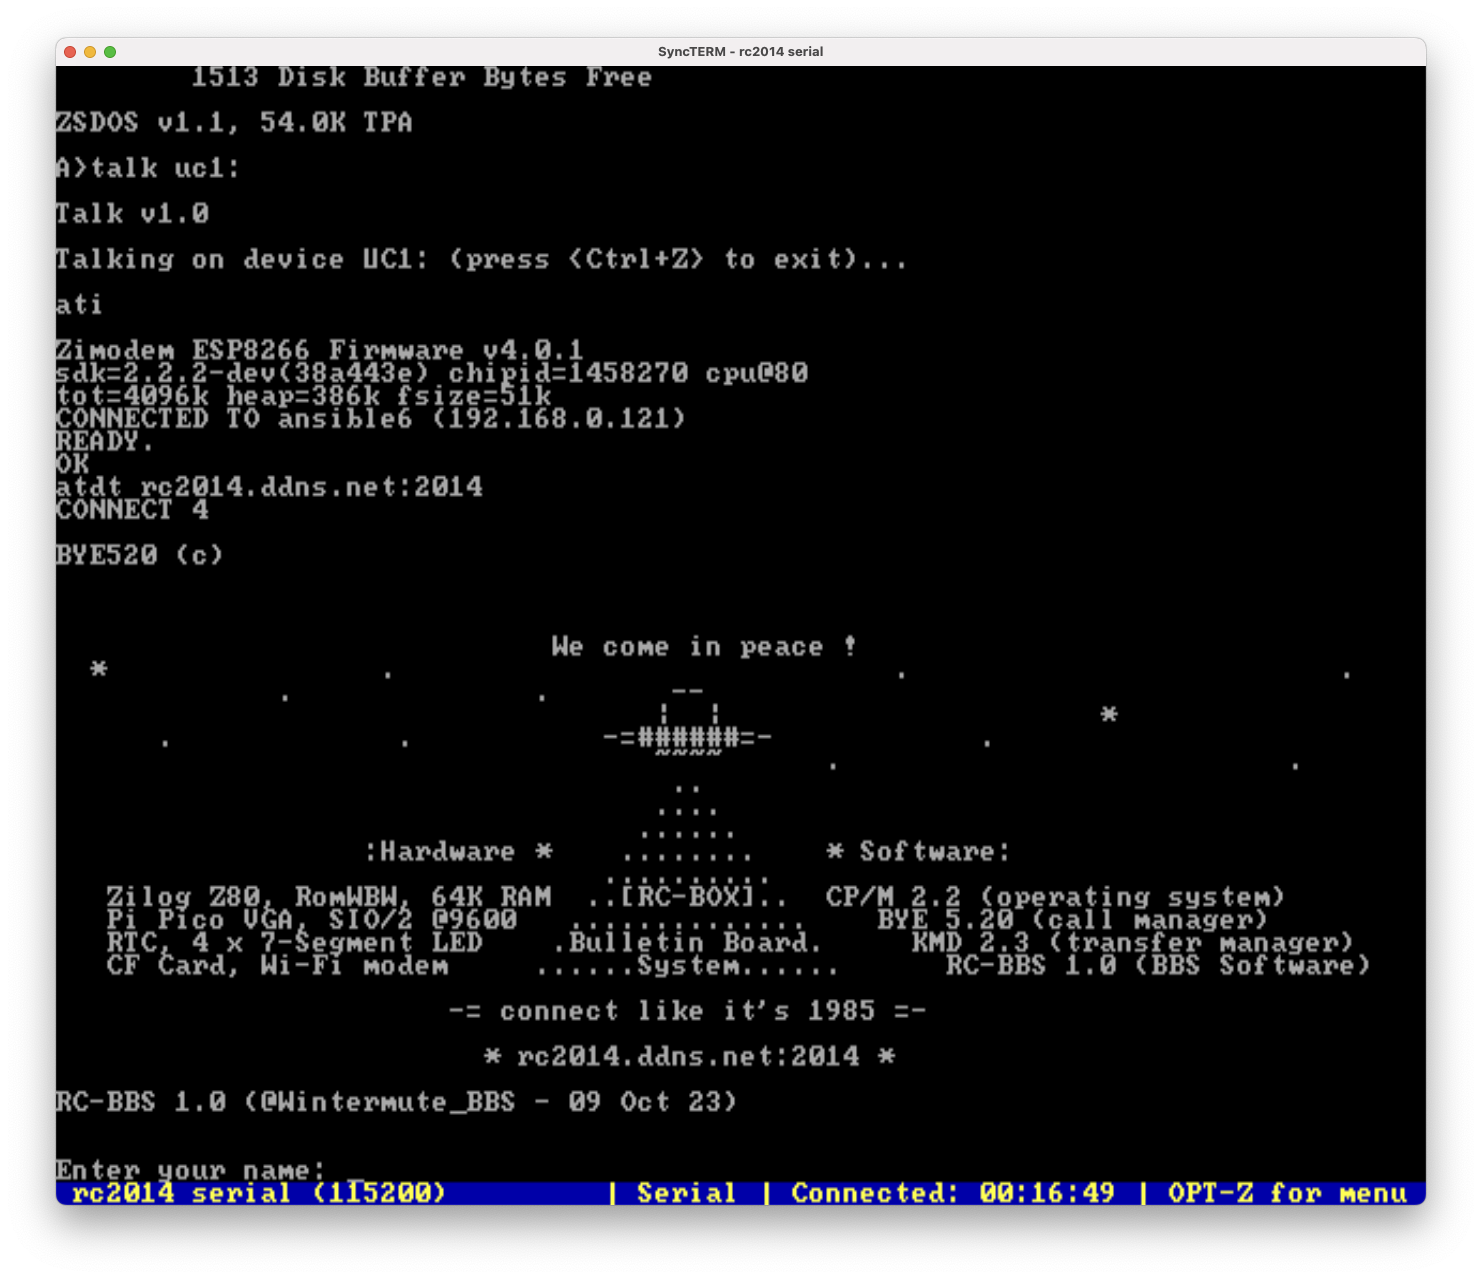 SyncTERM - rc2014 serial
1513 Disk Buffer Bytes Free
ZSDOS v1.1, 54.0K TPA
A>talk uc1:
Talk v1.0
Talking on device UC1: (press <Ctrl+Z> to exit)...
ati
Zimodem ESP8266 Firmware v4.0.1
sdk=2.2.2-dev(38a443e) chipid=1458270 cpu@80
tot=4096k heap=386k fsize=51k
CONNECTED TO ansible6 (192.168.0.121)
READY.
OK
atdt rc2014.ddns.net:2014
CONNECT 4
BYE520 (c)
We come in peace !
* . . .
. . --
¦ ¦ *
. . -=######=- .
~~~~ . .
..
....
......
:Hardware * ........ * Software:
..........
Zilog Z80, RomWBW, 64K RAM ..[RC-BOX].. CP/M 2.2 (operating system)
Pi Pico VGA, SIO/2 @9600 .............. BYE 5.20 (call manager)
RTC, 4 x 7-Segment LED .Bulletin Board. KMD 2.3 (transfer manager)
CF Card, Wi-Fi modem ......System...... RC-BBS 1.0 (BBS Software)
-= connect like it's 1985 =-
* rc2014.ddns.net:2014 *
RC-BBS 1.0 (@Wintermute_BBS - 09 Oct 23)
Enter your name: _
rc2014 serial (115200) | Serial | Connected: 00:16:49 | OPT-Z for menu